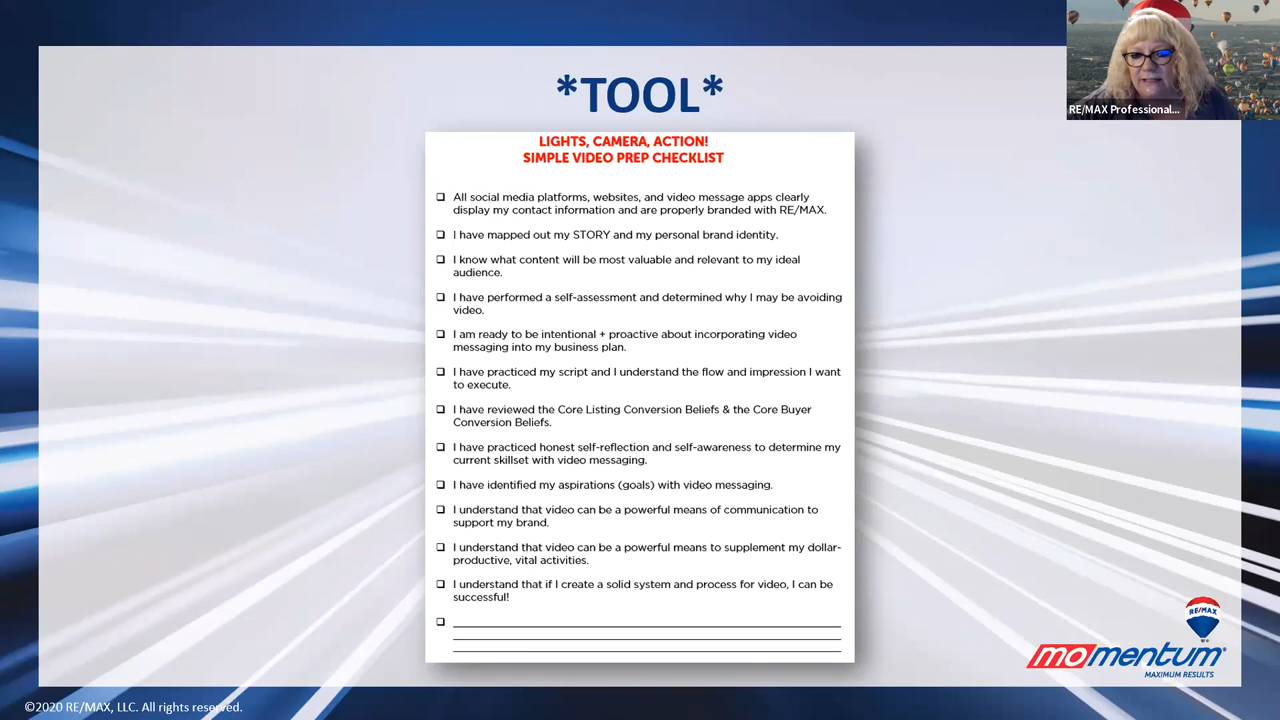 *TOOL*
RE/MAX Professional...
LIGHTS, CAMERA, ACTION!
SIMPLE VIDEO PREP CHECKLIST
All social media platforms, websites, and video message apps clearly
display my contact information and are properly branded with RE/MAX.
I have mapped out my STORY and my personal brand identity.
I know what content will be most valuable and relevant to my ideal
audience.
I have performed a self-assessment and determined why I may be avoiding
video.
I am ready to be intentional + proactive about incorporating video
messaging into my business plan.
I have practiced my script and I understand the flow and impression I want
to execute.
I have reviewed the Core Listing Conversion Beliefs & the Core Buyer
Conversion Beliefs.
I have practiced honest self-reflection and self-awareness to determine my
current skillset with video messaging.
I have identified my aspirations (goals) with video messaging.
I understand that video can be a powerful means of communication to
support my brand.
I understand that video can be a powerful means to supplement my dollar-
productive, vital activities.
I understand that if I create a solid system and process for video, I can be
successful!
RE/MAX
momentum®
MAXIMUM RESULTS
©2020 RE/MAX, LLC. All rights reserved.